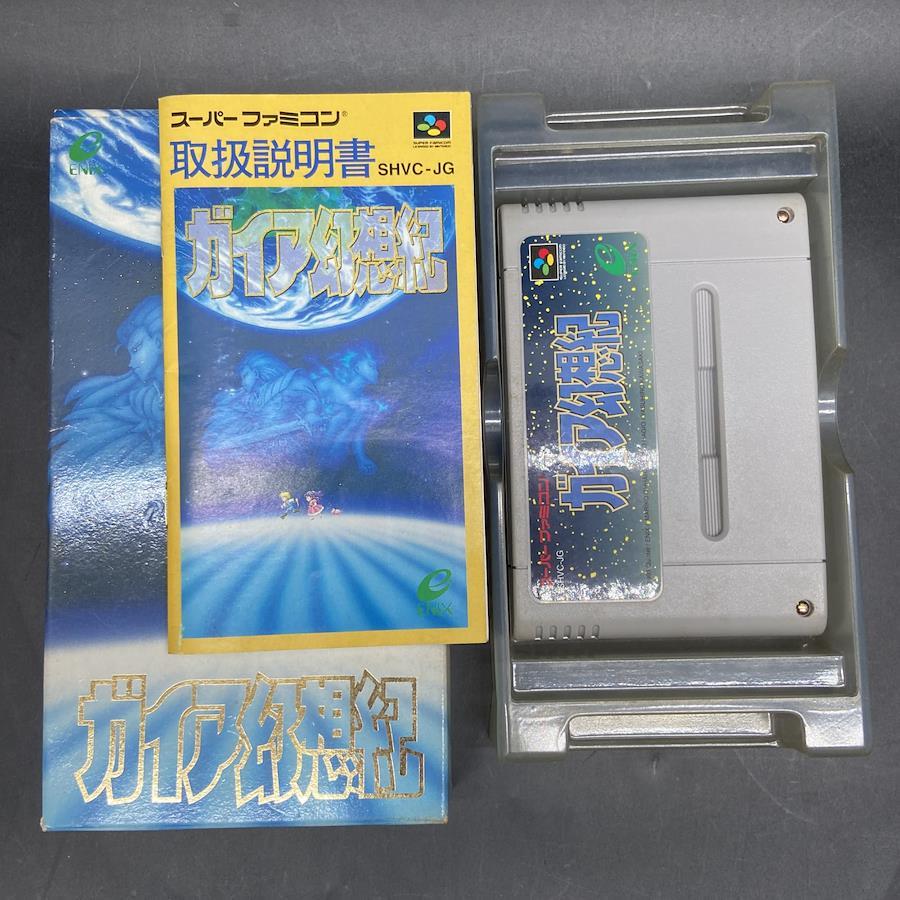 ENIX
ガイア幻想紀
スーパーファミコン®
取扱説明書
SHVC-JG
SUPER FAMICOM
ガイア幻想紀
ENIX
ENIX
ガイア幻想紀
スーパーファミコン
SHVC-JG